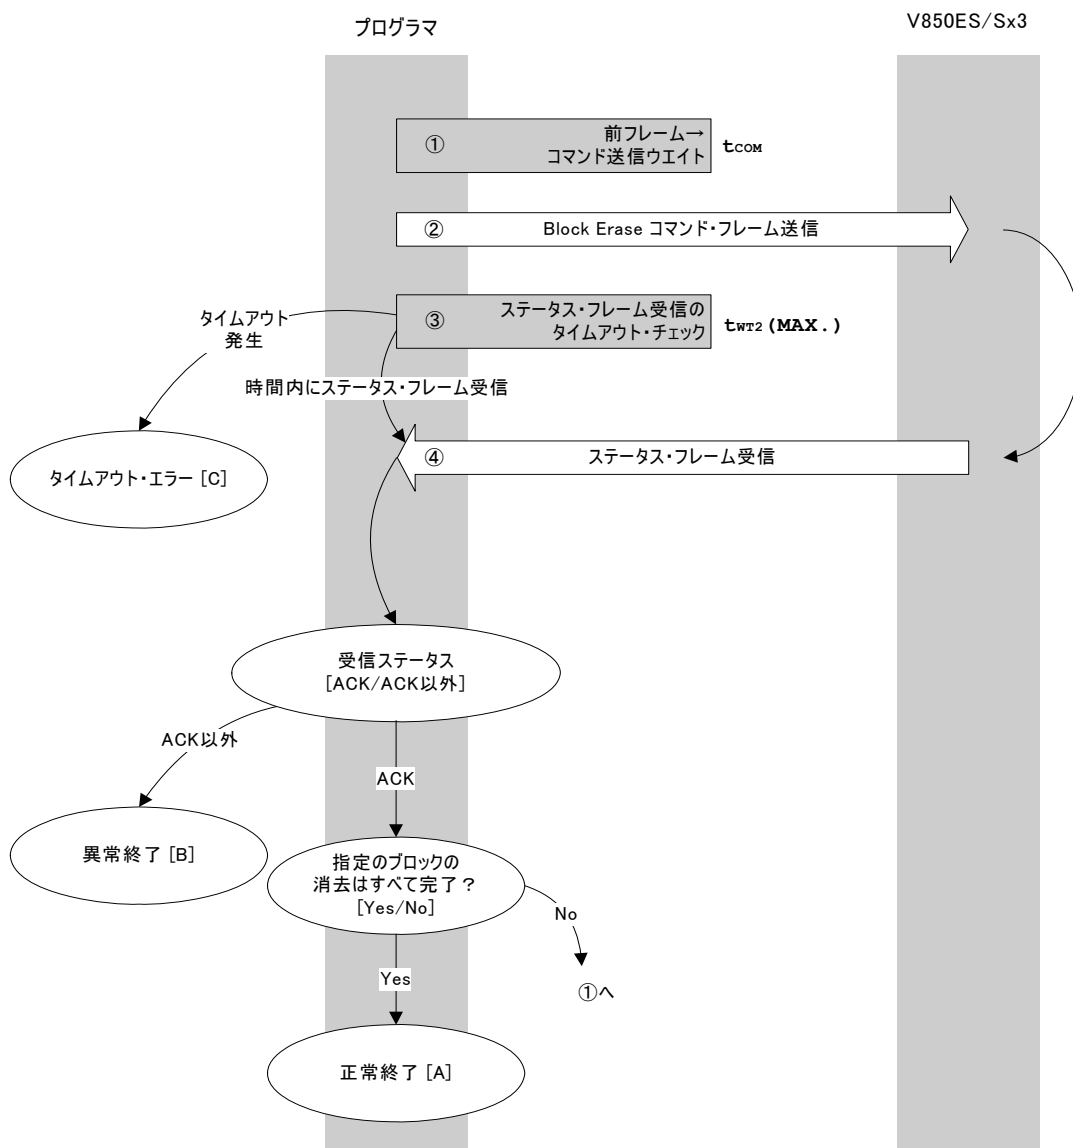 プログラマ
V850ES/Sx3
①
前フレーム→
コマンド送信ウエイト
tCOM
②
Block Erase コマンド・フレーム送信
タイムアウト
発生
③
ステータス・フレーム受信の
タイムアウト・チェック
tWT2(MAX.)
時間内にステータス・フレーム受信
タイムアウト・エラー [C]
④
ステータス・フレーム受信
受信ステータス
[ACK/ACK以外]
ACK以外
ACK
異常終了 [B]
指定のブロックの
消去はすべて完了？
[Yes/No]
No
Yes
①へ
正常終了 [A]